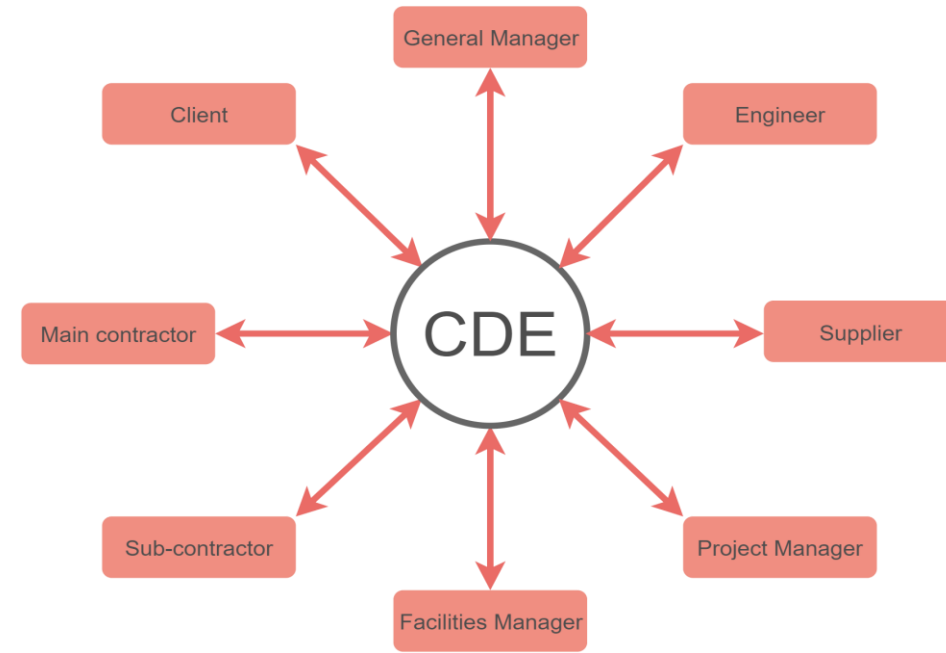 General Manager
Client
Engineer
Main contractor
CDE
Supplier
Sub-contractor
Project Manager
Facilities Manager